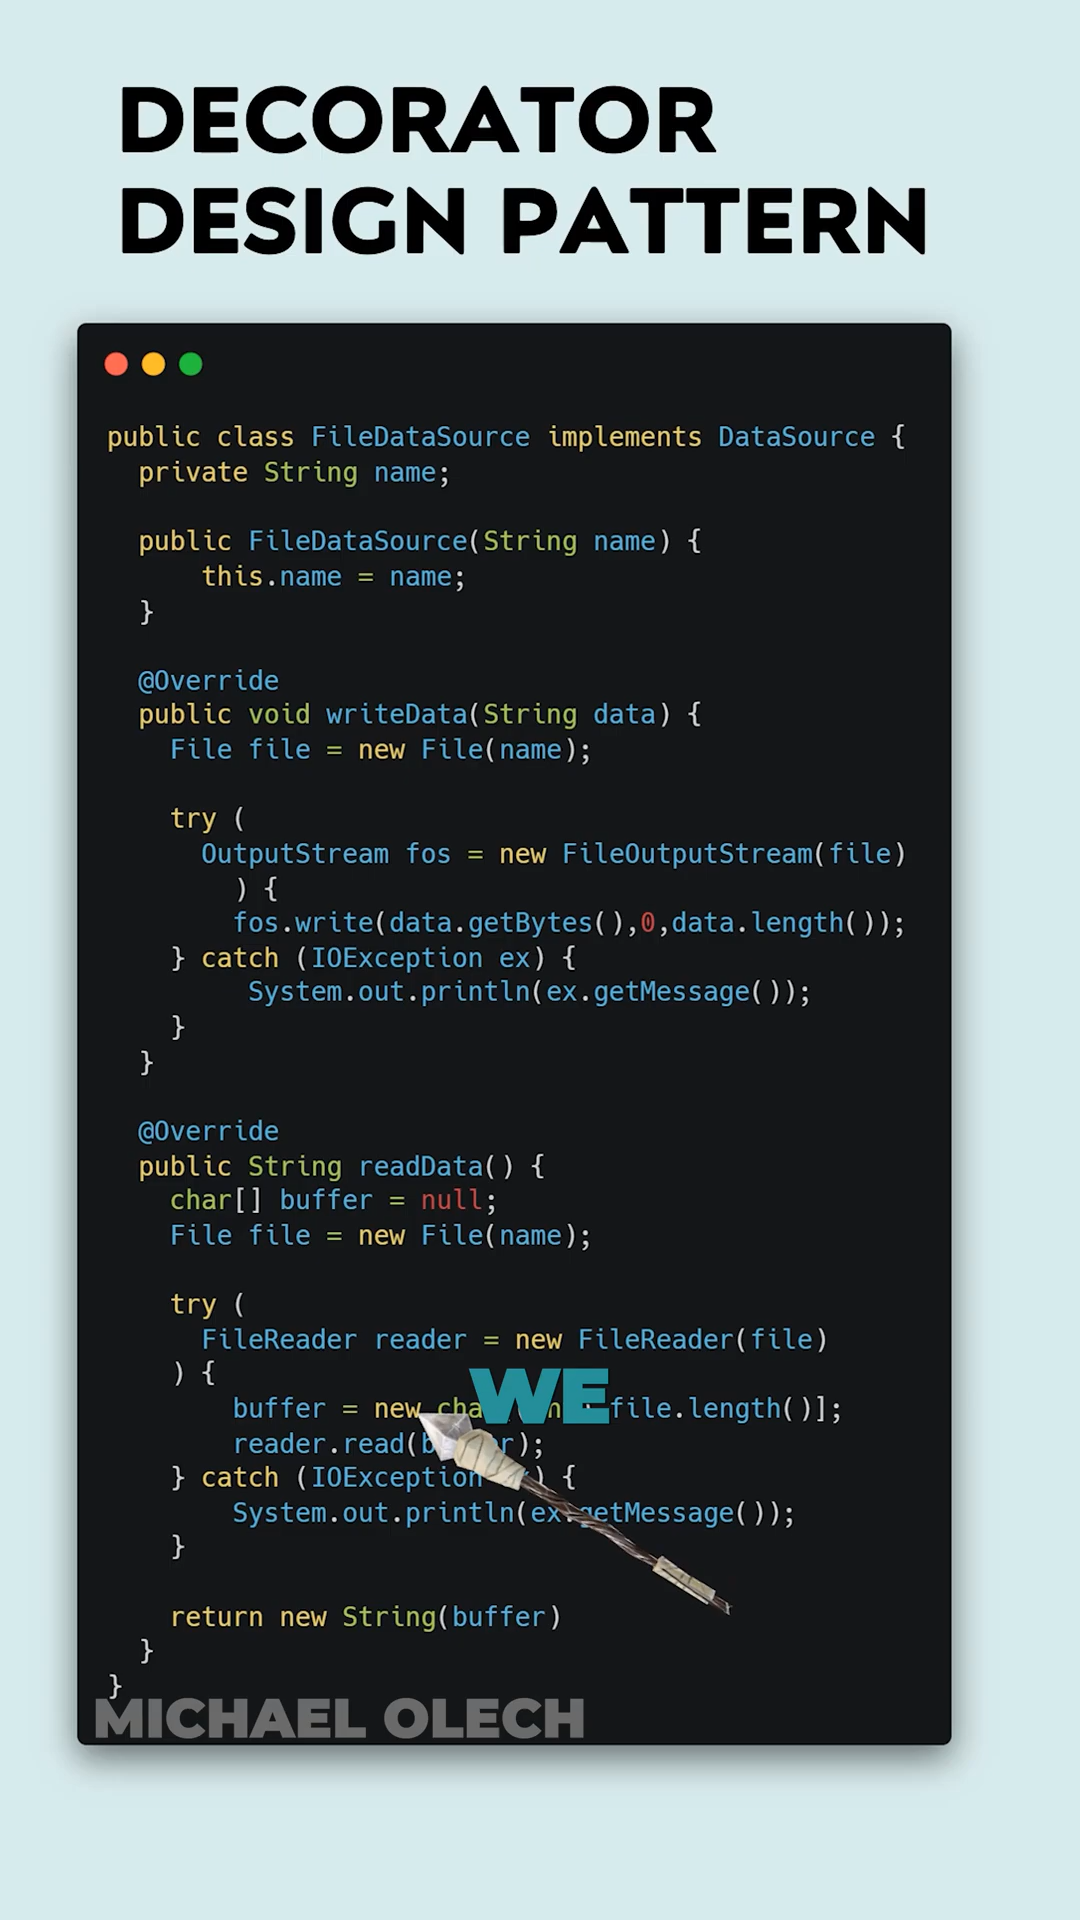 DECORATOR
DESIGN PATTERN
public class FileDataSource implements DataSource {
private String name;
public FileDataSource(String name) {
this.name = name;
}
@Override
public void writeData(String data) {
File file = new File(name);
try (
OutputStream fos = new FileOutputStream(file)
) {
fos.write(data.getBytes(),0,data.length());
} catch (IOException ex) {
System.out.println(ex.getMessage());
}
}
@Override
public String readData() {
char[] buffer = null;
File file = new File(name);
try (
FileReader reader = new FileReader(file)
) {
WE
buffer = new file.length()];
reader.read(
} catch (IOException ) {
System.out.println(ex.getMessage());
}
return new String(buffer)
}
}
MICHAEL OLECH